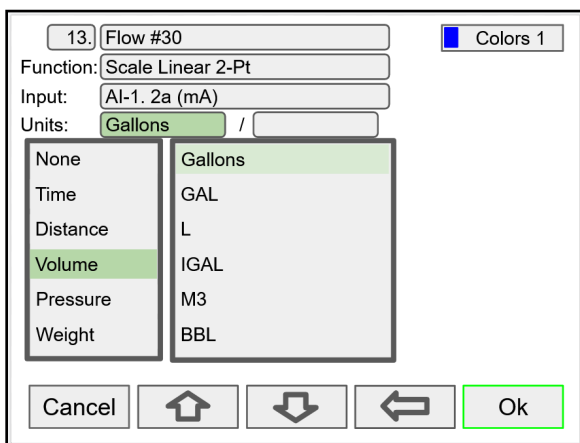 13. Flow #30 Colors 1
Function: Scale Linear 2-Pt
Input: AI-1. 2a (mA)
Units: Gallons /
None Gallons
Time GAL
Distance L
Volume IGAL
Pressure M3
Weight BBL
Cancel Ok